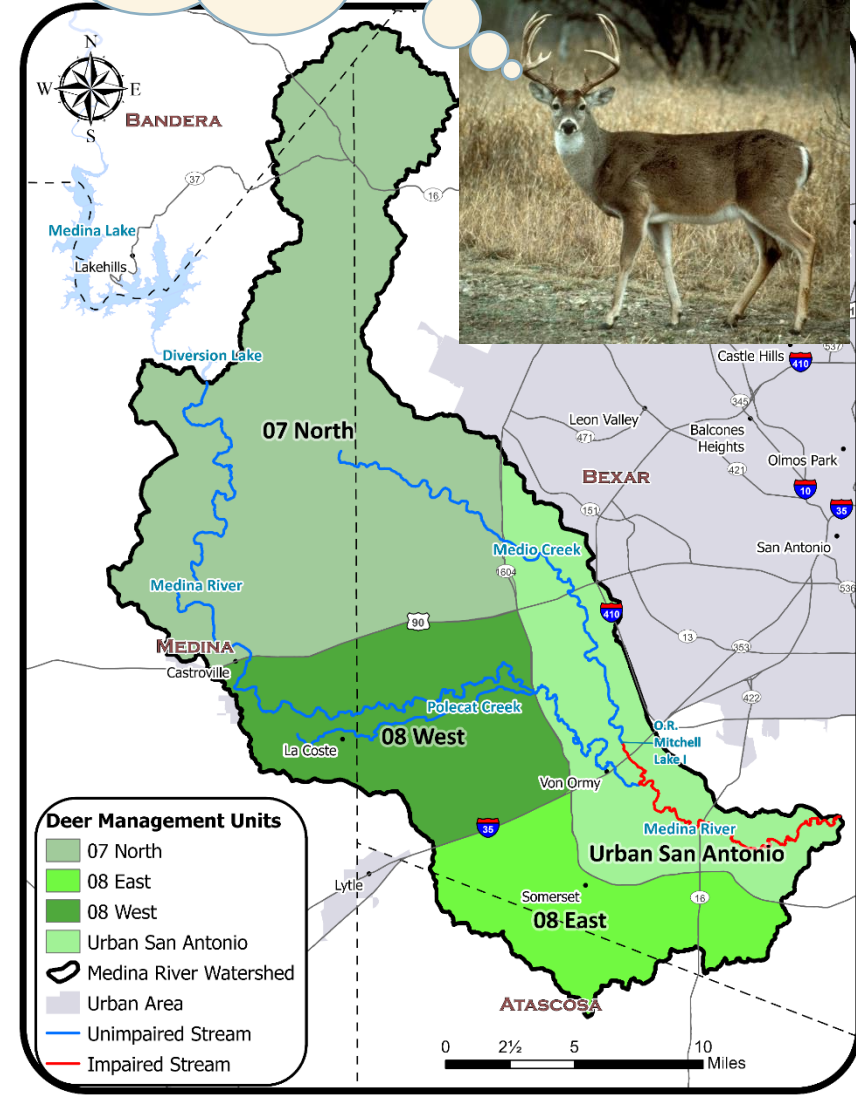 N
W
E
S
BANDERA
37
16
Medina Lake
Lakehills
Diversion Lake
537
Castle Hills
410
345
Leon Valley
471
Balcones
Heights
421
Olmos Park
07 North
BEXAR
10
151
35
San Antonio
Medio Creek
1604
536
Medina River
410
90
13
353
MEDINA
Castroville
422
Polecat Creek
08 West
La Coste
O.R.
Mitchell
Lake I
Von Ormy
35
Medina River
Urban San Antonio
Lytle
Somerset
16
08 East
ATASCOSA
Deer Management Units
07 North
08 East
08 West
Urban San Antonio
Medina River Watershed
Urban Area
Unimpaired Stream
Impaired Stream
0
2½
5
10
Miles